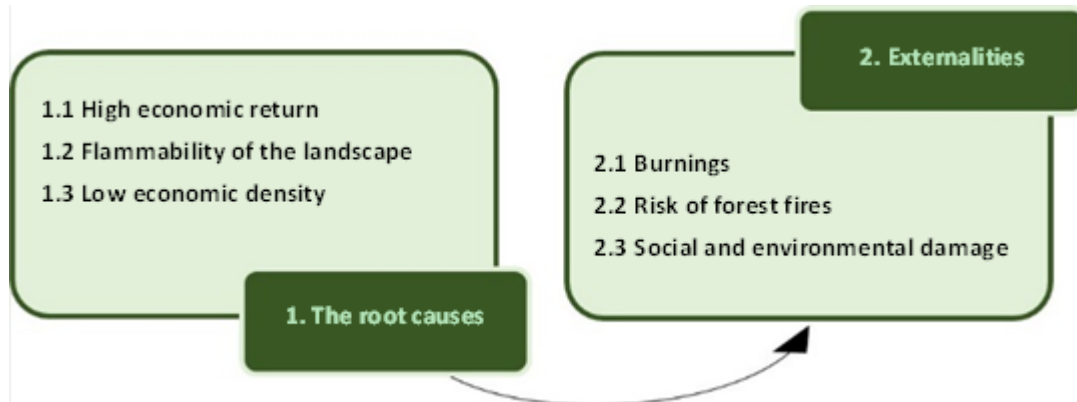 1.1 High economic return
1.2 Flammability of the landscape
1.3 Low economic density
1. The root causes
2. Externalities
2.1 Burnings
2.2 Risk of forest fires
2.3 Social and environmental damage